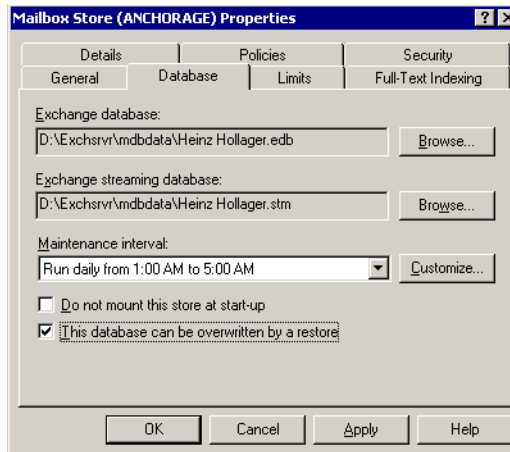 Mailbox Store (ANCHORAGE) Properties
Details Policies Security
General Database Limits Full-Text Indexing
Exchange database:
D:\Exchsrvr\mdbdata\Heinz Hollager.edb Browse...
Exchange streaming database:
D:\Exchsrvr\mdbdata\Heinz Hollager.stm Browse...
Maintenance interval:
Run daily from 1:00 AM to 5:00 AM Customize...
Do not mount this store at start-up
This database can be overwritten by a restore
OK Cancel Apply Help